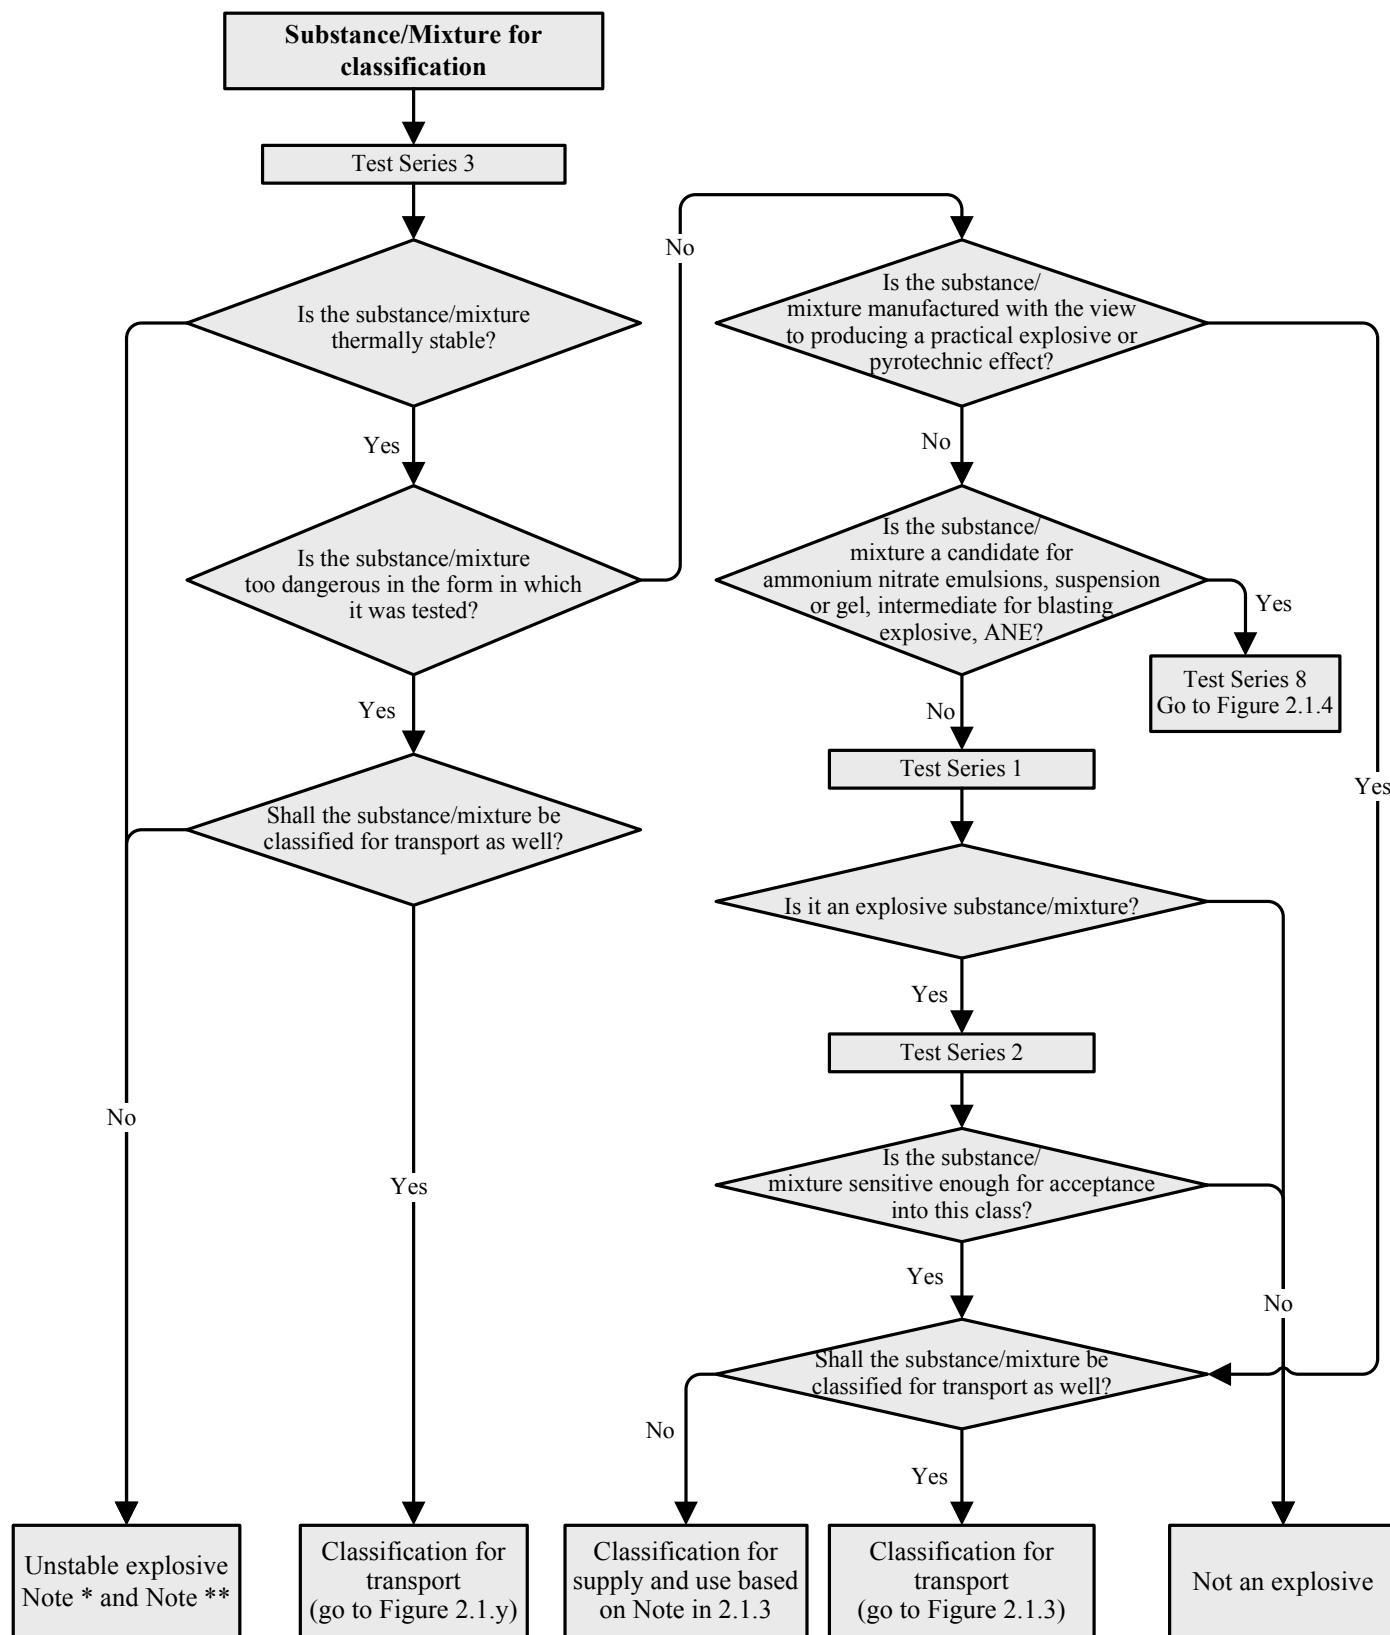 Substance/Mixture for
classification
Test Series 3
Is the substance/mixture
thermally stable?
Yes
Is the substance/mixture
too dangerous in the form in which
it was tested?
No
Yes
Shall the substance/mixture be
classified for transport as well?
No
Yes
Is the substance/
mixture manufactured with the view
to producing a practical explosive or
pyrotechnic effect?
No
Yes
Is the substance/
mixture a candidate for
ammonium nitrate emulsions, suspension
or gel, intermediate for blasting
explosive, ANE?
Yes
Test Series 8
Go to Figure 2.1.4
No
Test Series 1
Is it an explosive substance/mixture?
Yes
Test Series 2
Is the substance/
mixture sensitive enough for acceptance
into this class?
Yes
No
Shall the substance/mixture be
classified for transport as well?
No
Yes
Unstable explosive
Note * and Note **
Classification for
transport
(go to Figure 2.1.y)
Classification for
supply and use based
on Note in 2.1.3
Classification for
transport
(go to Figure 2.1.3)
Not an explosive